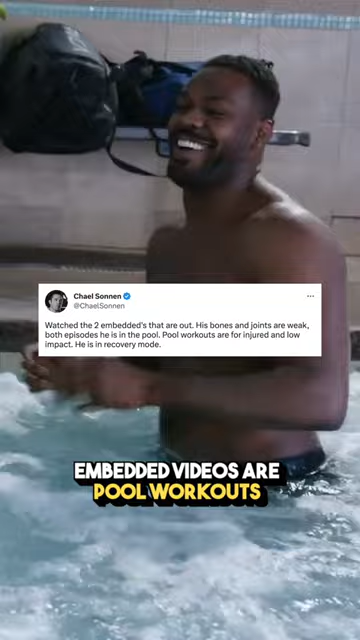 Chael Sonnen
@ChaelSonnen
Watched the 2 embedded's that are out. His bones and joints are weak,
both episodes he is in the pool. Pool workouts are for injured and low
impact. He is in recovery mode.
EMBEDDED VIDEOS ARE
POOL WORKOUTS